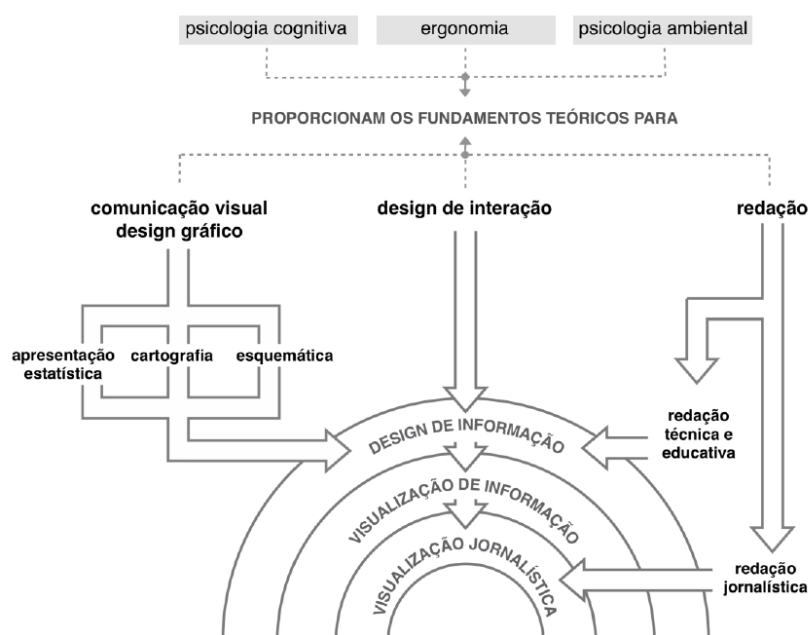 psicologia cognitiva
ergonomia
psicologia ambiental
PROPORCIONAM OS FUNDAMENTOS TEÓRICOS PARA
comunicação visual
design gráfico
design de interação
redação
apresentação
estatística
cartografia
esquemática
redação
técnica e
educativa
DESIGN DE INFORMAÇÃO
VISUALIZAÇÃO DE INFORMAÇÃO
VISUALIZAÇÃO JORNALÍSTICA
redação
jornalística